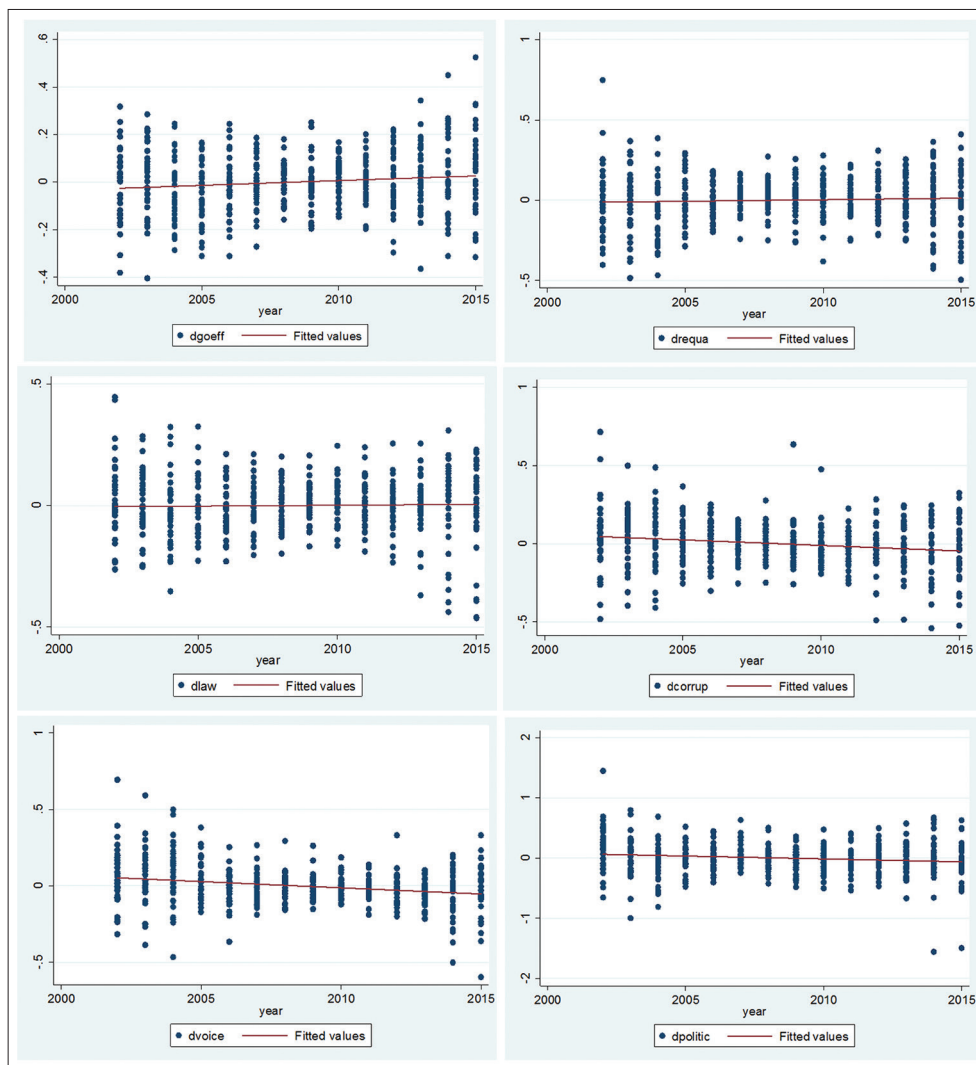 .6
.4
.2
0
-.2
-.4
2000 2005 2010 2015
year
dgoeff Fitted values
1
.5
0
-.5
2000 2005 2010 2015
year
drequa Fitted values
.5
0
-.5
2000 2005 2010 2015
year
dlaw Fitted values
1
.5
0
-.5
2000 2005 2010 2015
year
dcorrup Fitted values
1
.5
0
-.5
2000 2005 2010 2015
year
dvoice Fitted values
2
1
0
-1
-2
2000 2005 2010 2015
year
dpolitic Fitted values